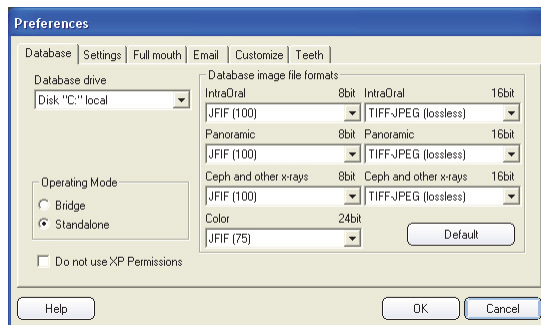 Preferences
Database Settings Full mouth Email Customize Teeth
Database drive
Disk "C:" local
Operating Mode
Bridge
Standalone
Do not use XP Permissions
Database image file formats
IntraOral 8bit IntraOral 16bit
JFIF (100) TIFF-JPEG (lossless)
Panoramic 8bit Panoramic 16bit
JFIF (100) TIFF-JPEG (lossless)
Ceph and other x-rays 8bit Ceph and other x-rays 16bit
JFIF (100) TIFF-JPEG (lossless)
Color 24bit
JFIF (75) Default
Help OK Cancel